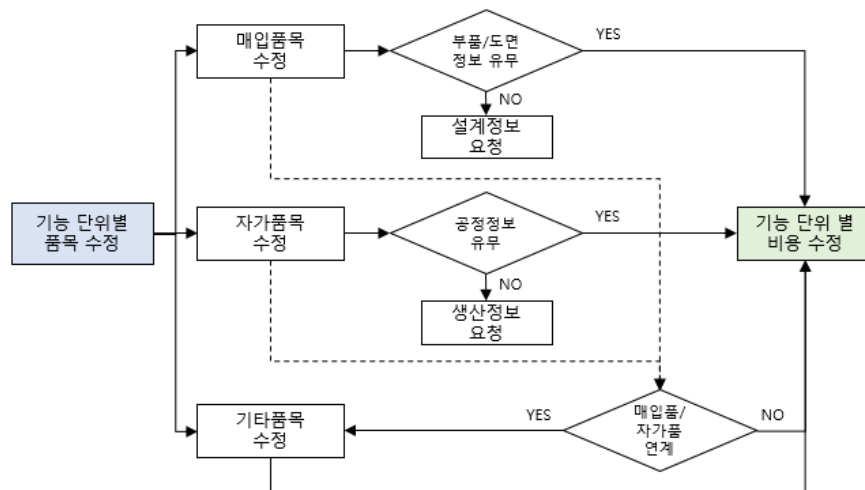 매입품목
수정
부품/도면
정보 유무
YES
NO
설계정보
요청
기능 단위별
품목 수정
자가품목
수정
공정정보
유무
YES
NO
생산정보
요청
기능 단위 별
비용 수정
기타품목
수정
YES
매입품/
자가품
연계
NO